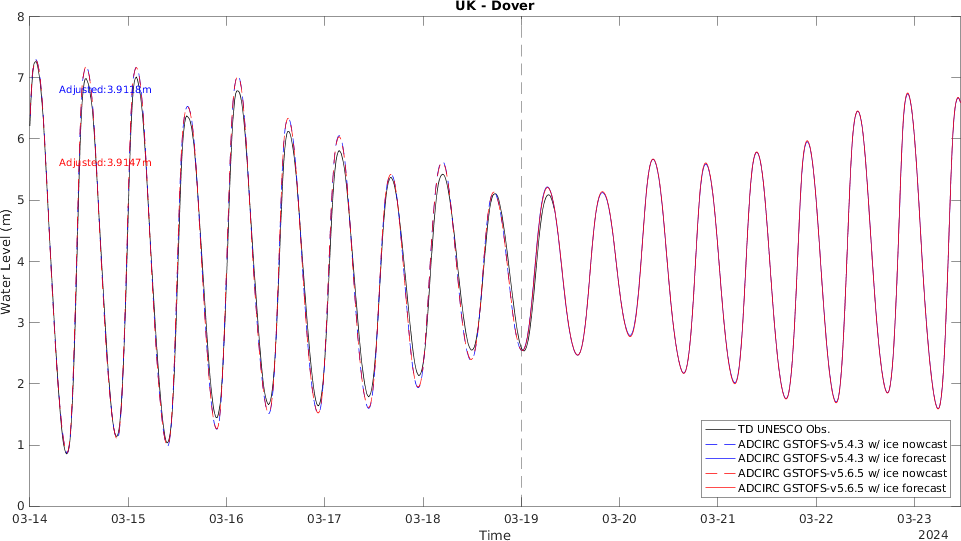 UK - Dover
8
7
6
5
4
3
2
1
0
Water Level (m)
Adjusted:3.9118m
Adjusted:3.9147m
TD UNESCO Obs.
ADCIRC GSTOFS-v5.4.3 w/ ice nowcast
ADCIRC GSTOFS-v5.4.3 w/ ice forecast
ADCIRC GSTOFS-v5.6.5 w/ ice nowcast
ADCIRC GSTOFS-v5.6.5 w/ ice forecast
03-14 03-15 03-16 03-17 03-18 03-19 03-20 03-21 03-22 03-23
Time
2024